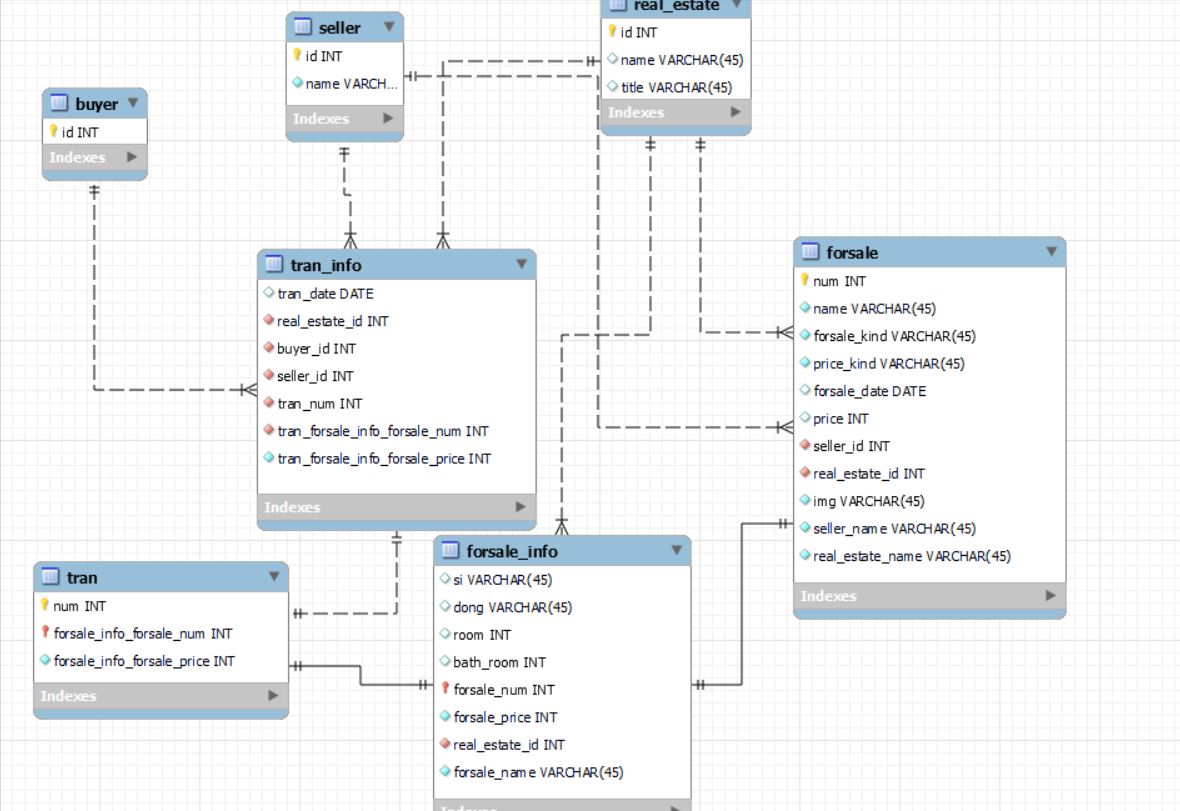 buyer
id INT
Indexes
seller
id INT
name VARCH...
Indexes
real_estate
id INT
name VARCHAR(45)
title VARCHAR(45)
Indexes
tran_info
tran_date DATE
real_estate_id INT
buyer_id INT
seller_id INT
tran_num INT
tran_forsale_info_forsale_num INT
tran_forsale_info_forsale_price INT
Indexes
forsale
num INT
name VARCHAR(45)
forsale_kind VARCHAR(45)
price_kind VARCHAR(45)
forsale_date DATE
price INT
seller_id INT
real_estate_id INT
img VARCHAR(45)
seller_name VARCHAR(45)
real_estate_name VARCHAR(45)
Indexes
tran
num INT
forsale_info_forsale_num INT
forsale_info_forsale_price INT
Indexes
forsale_info
si VARCHAR(45)
dong VARCHAR(45)
room INT
bath_room INT
forsale_num INT
forsale_price INT
real_estate_id INT
forsale_name VARCHAR(45)
Indexes